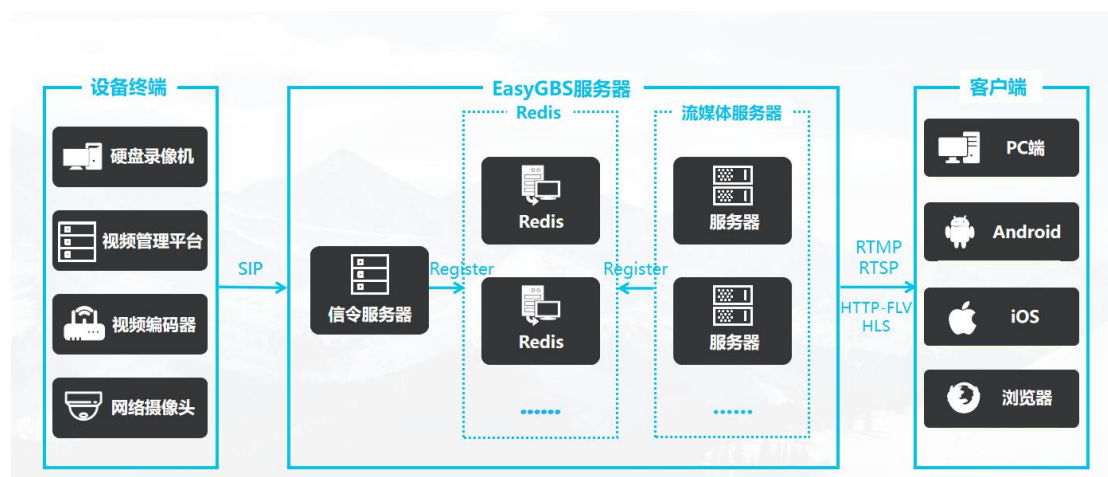 设备终端
硬盘录像机
视频管理平台
视频编码器
网络摄像头
SIP
EasyGBS服务器
信令服务器
Register
Redis
Redis
Redis
······
Register
流媒体服务器
服务器
服务器
······
RTMP
RTSP
HTTP-FLV
HLS
客户端
PC端
Android
iOS
浏览器